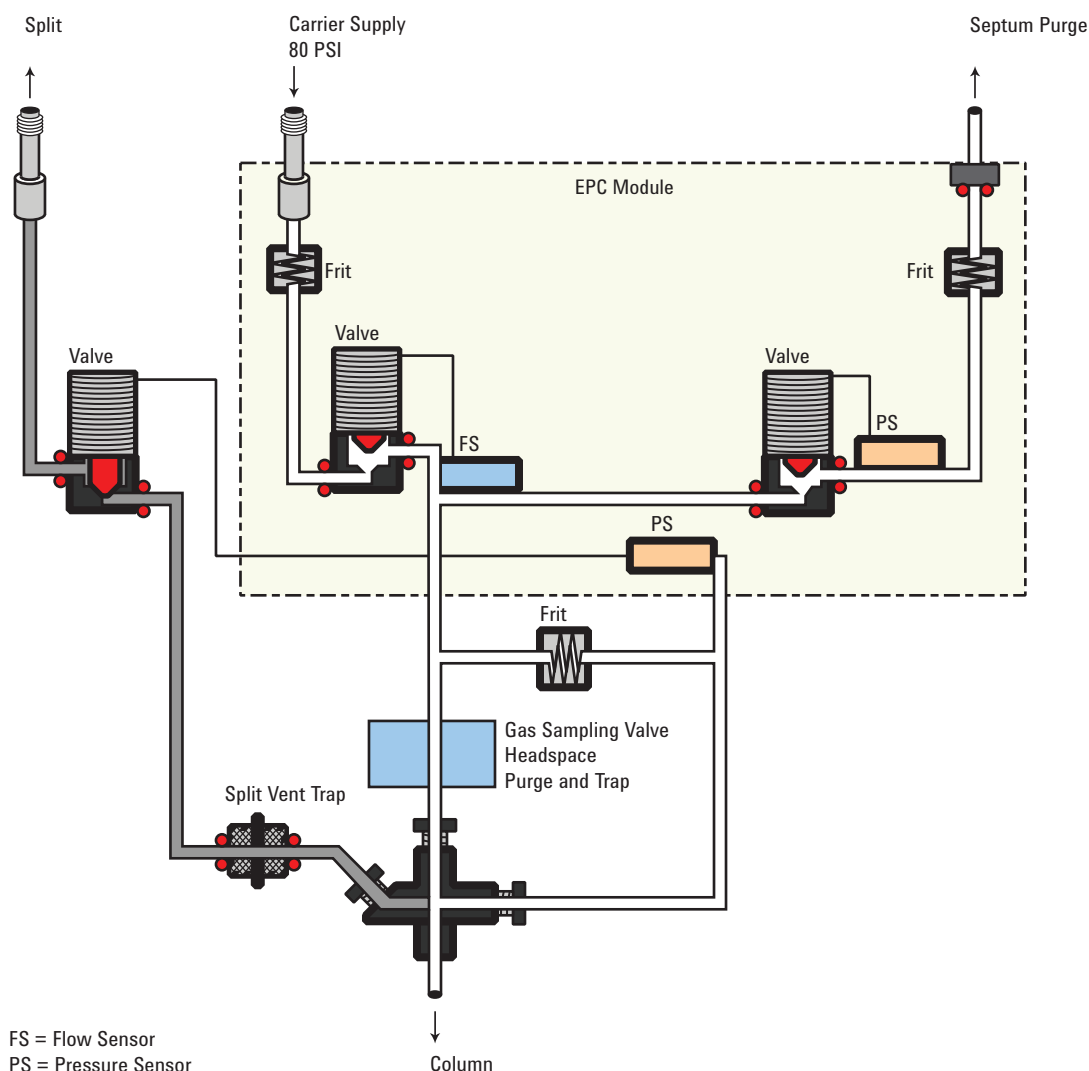 Split
Carrier Supply
80 PSI
Septum Purge
EPC Module
Frit
Frit
Valve
Valve
Valve
FS
PS
PS
Frit
Gas Sampling Valve
Headspace
Purge and Trap
Split Vent Trap
FS = Flow Sensor
PS = Pressure Sensor
Column